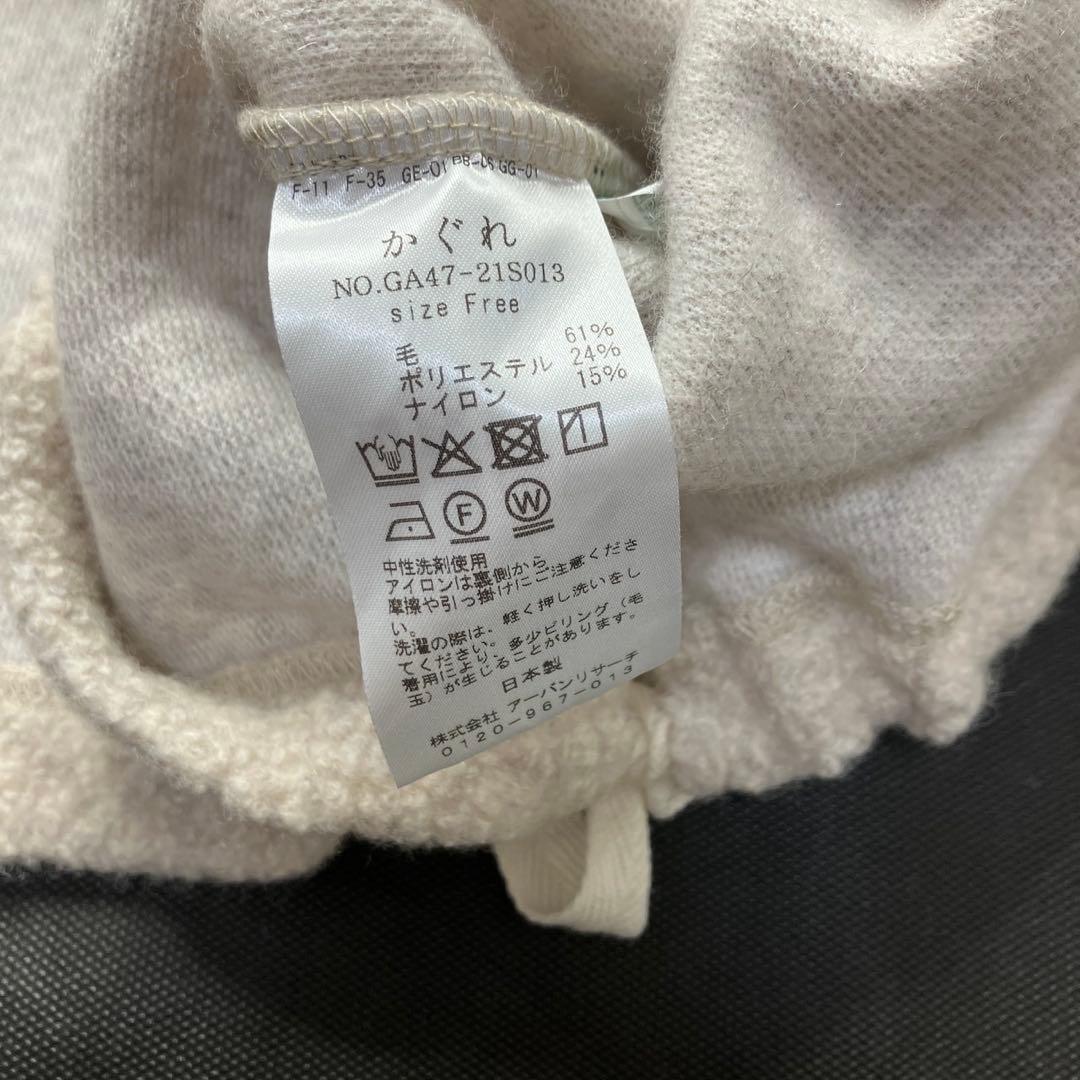 F-11 F-35 GE-01 PB-06 GG-01
かぐれ
NO.GA47-21S013
size Free
毛 61%
ポリエステル 24%
ナイロン 15%
F W
中性洗剤使用
アイロンは裏側から
摩擦や引っ掛けにご注意くださ
い。
洗濯の際は、軽く押し洗いをし
てください。多少ピリング（毛
着用により、
玉）が生じることがあります。
日本製
株式会社 アーバンリサーチ
0120-967-013